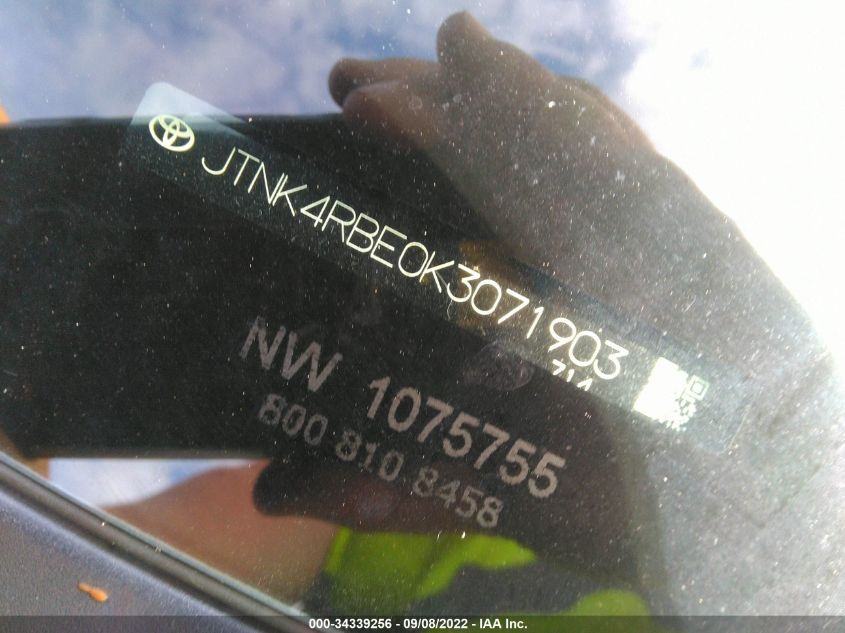 JTNK4RBE0K3071903
NW 1075755
800 810 8458
000-34339256 - 09/08/2022 - IAA Inc.